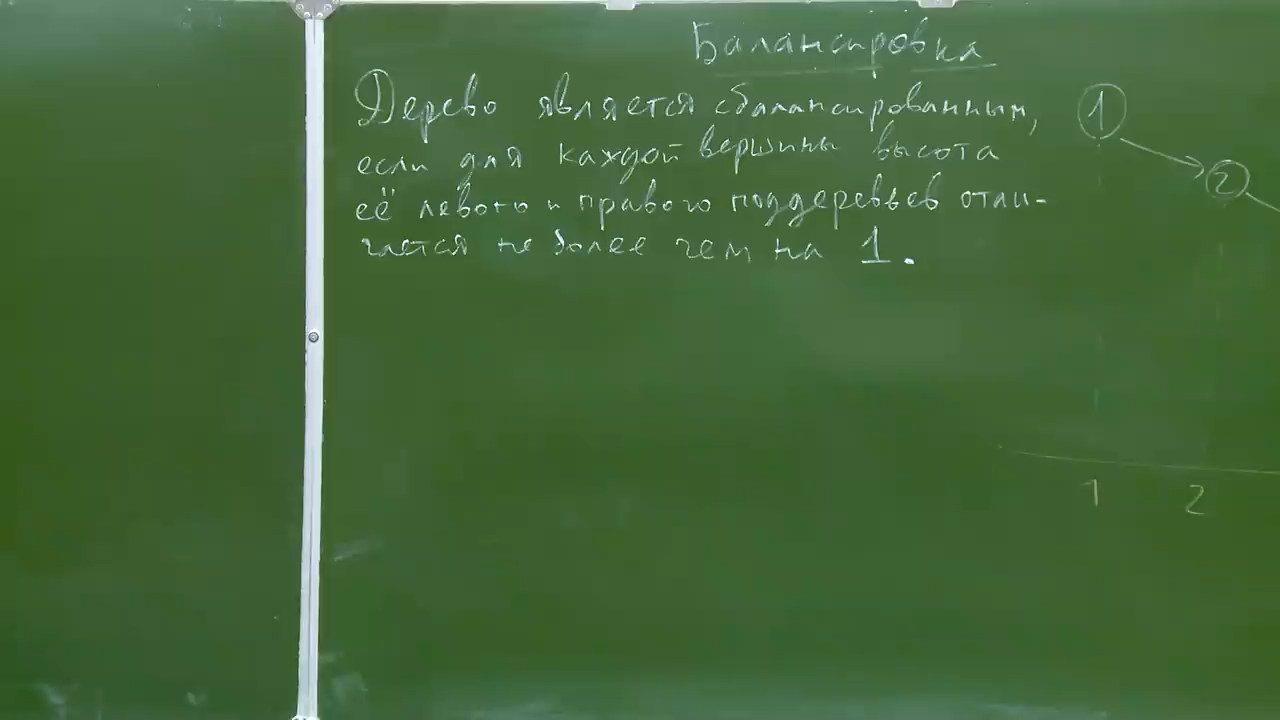 Балансировка
Дерево является сбалансированным,
если для каждой вершины высота
её левого и правого поддеревьев отли-
чается не более чем на 1.
1
2
1 2